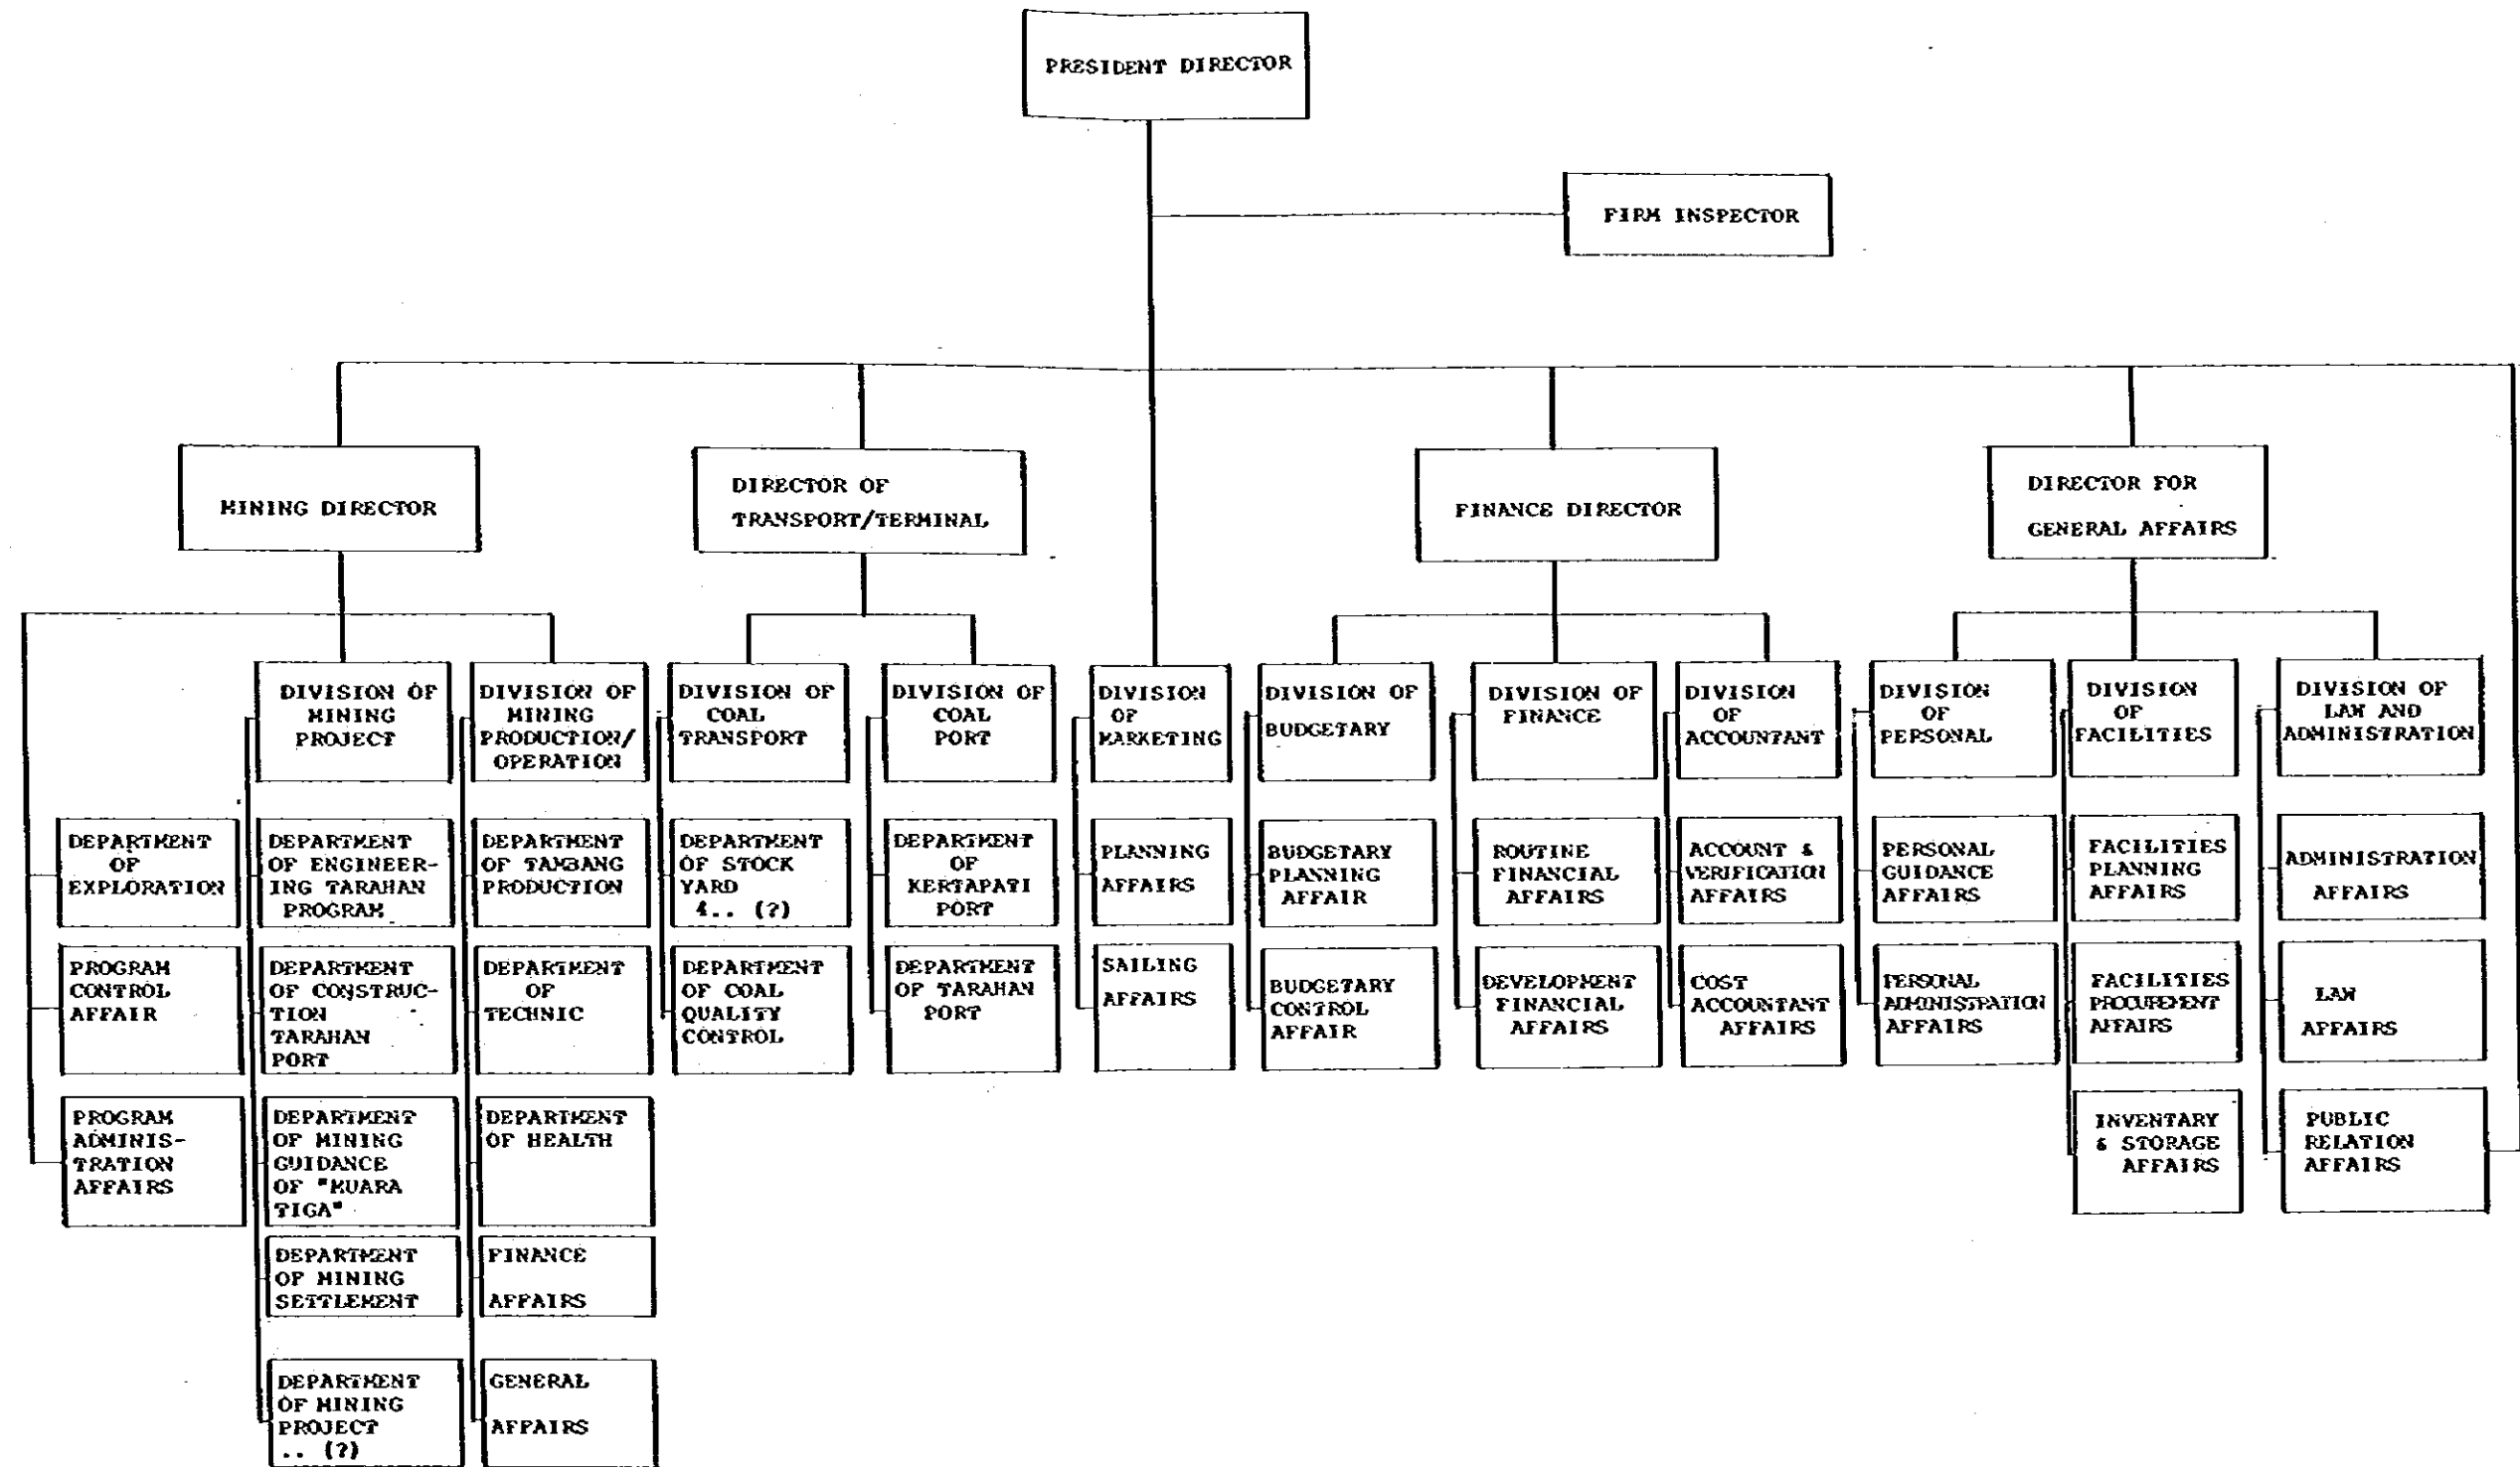 PRESIDENT DIRECTOR
FIRM INSPECTOR
MINING DIRECTOR
DIRECTOR OF
TRANSPORT/TERMINAL
FINANCE DIRECTOR
DIRECTOR FOR
GENERAL AFFAIRS
DIVISION OF
MINING
PROJECT
DIVISION OF
MINING
PRODUCTION/
OPERATION
DIVISION OF
COAL
TRANSPORT
DIVISION OF
COAL
PORT
DIVISION
OF
MARKETING
DIVISION OF
BUDGETARY
DIVISION OF
FINANCE
DIVISION
OF
ACCOUNTANT
DIVISION
OF
PERSONAL
DIVISION
OF
FACILITIES
DIVISION OF
LAW AND
ADMINISTRATION
DEPARTMENT
OF
EXPLORATION
DEPARTMENT
OF ENGINEER-
ING TARAHAN
PROGRAM
DEPARTMENT
OF TAMBANG
PRODUCTION
DEPARTMENT
OF STOCK
YARD
4.. (?)
DEPARTMENT
OF
KERTAPATI
PORT
PLANNING
AFFAIRS
BUDGETARY
PLANNING
AFFAIR
ROUTINE
FINANCIAL
AFFAIRS
ACCOUNT &
VERIFICATION
AFFAIRS
PERSONAL
GUIDANCE
AFFAIRS
FACILITIES
PLANNING
AFFAIRS
ADMINISTRATION
AFFAIRS
PROGRAM
CONTROL
AFFAIR
DEPARTMENT
OF CONSTRUC-
TION
TARAHAN
PORT
DEPARTMENT
OF
TECHNIC
DEPARTMENT
OF COAL
QUALITY
CONTROL
DEPARTMENT
OF TARAHAN
PORT
SAILING
AFFAIRS
BUDGETARY
CONTROL
AFFAIR
DEVELOPMENT
FINANCIAL
AFFAIRS
COST
ACCOUNTANT
AFFAIRS
PERSONAL
ADMINISTRATION
AFFAIRS
FACILITIES
PROCUREMENT
AFFAIRS
LAW
AFFAIRS
PROGRAM
ADMINIS-
TRATION
AFFAIRS
DEPARTMENT
OF MINING
GUIDANCE
OF "MUARA
TIGA"
DEPARTMENT
OF HEALTH
INVENTARY
& STORAGE
AFFAIRS
PUBLIC
RELATION
AFFAIRS
DEPARTMENT
OF MINING
SETTLEMENT
FINANCE
AFFAIRS
DEPARTMENT
OF MINING
PROJECT
.. (?)
GENERAL
AFFAIRS